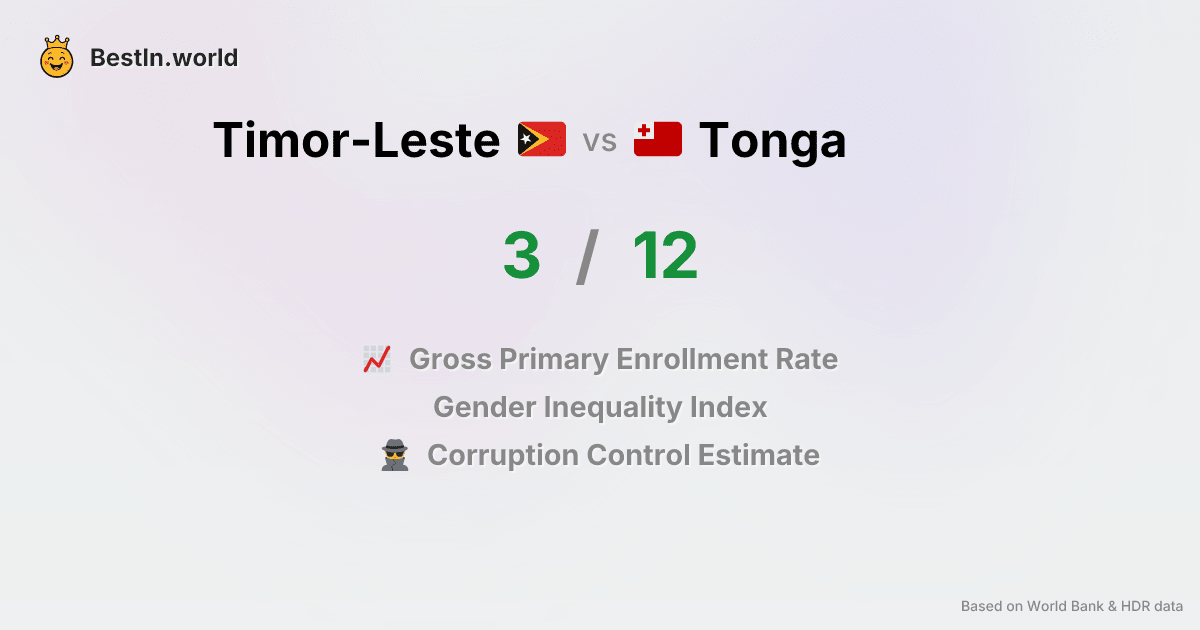 BestIn.world
Timor-Leste vs Tonga
3 / 12
Gross Primary Enrollment Rate
Gender Inequality Index
Corruption Control Estimate
Based on World Bank & HDR data